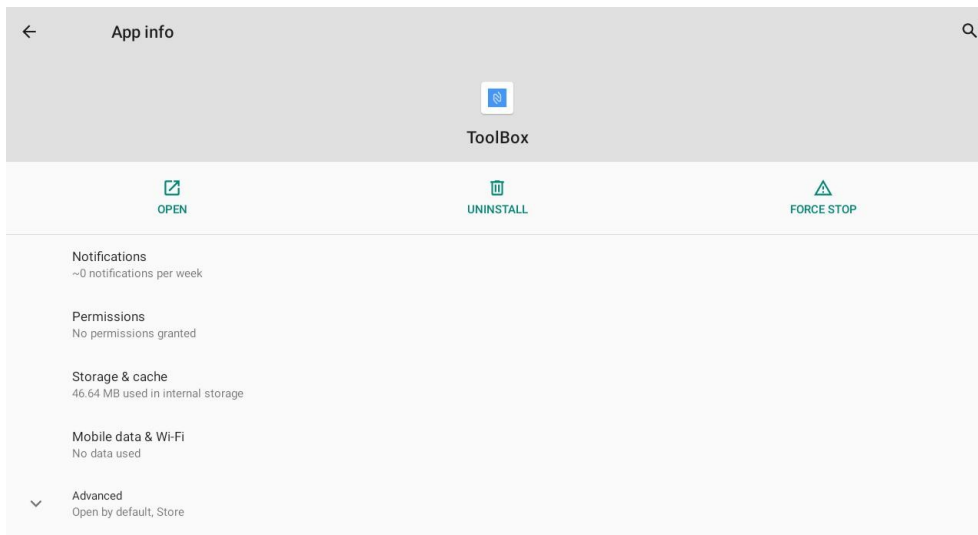 App info
ToolBox
OPEN
UNINSTALL
FORCE STOP
Notifications
~0 notifications per week
Permissions
No permissions granted
Storage & cache
46.64 MB used in internal storage
Mobile data & Wi-Fi
No data used
Advanced
Open by default, Store